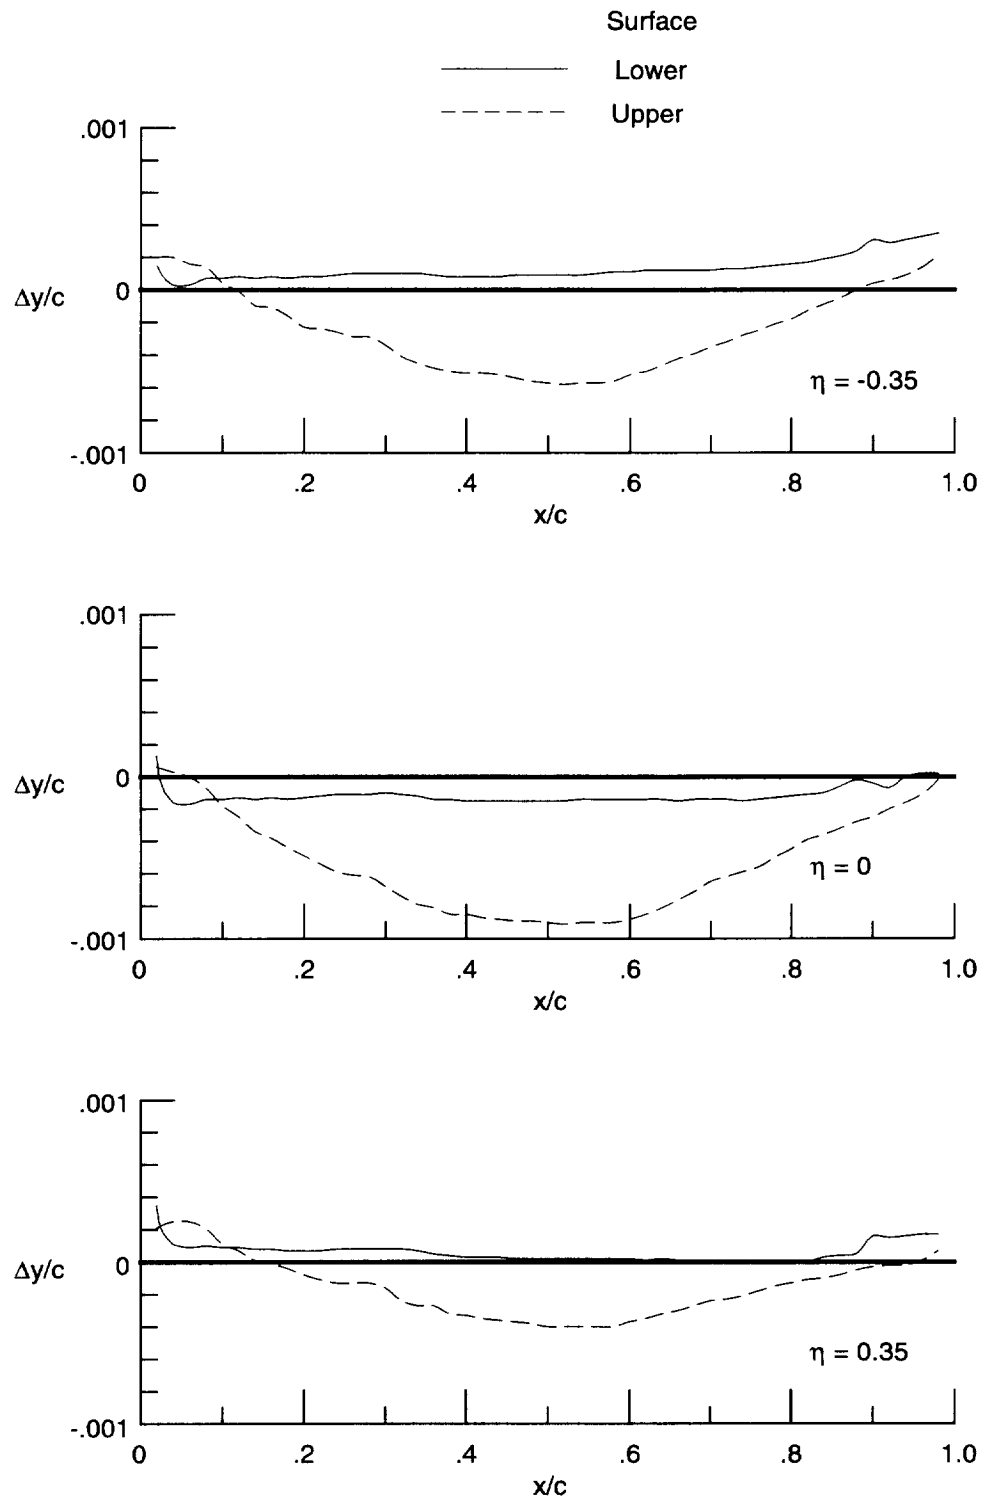 Surface
Lower
Upper
.001
Δy/c
0
η = -0.35
-.001
0 .2 .4 .6 .8 1.0
x/c
.001
Δy/c
0
η = 0
-.001
0 .2 .4 .6 .8 1.0
x/c
.001
Δy/c
0
η = 0.35
-.001
0 .2 .4 .6 .8 1.0
x/c